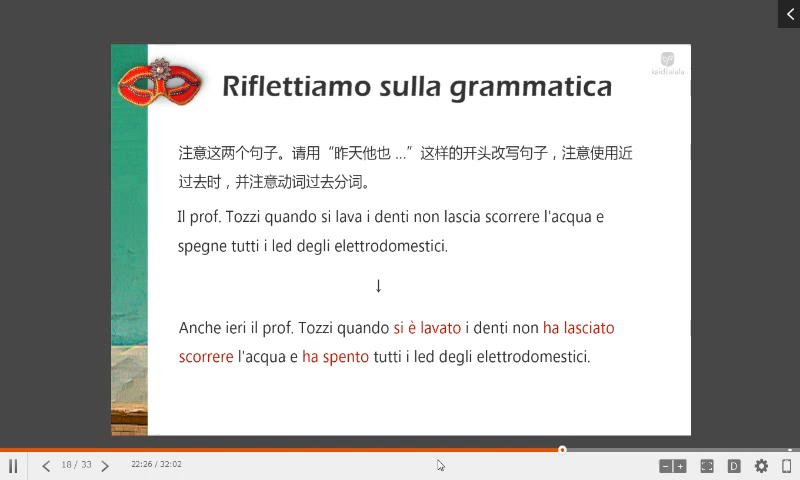 kaidilalala
Riflettiamo sulla grammatica
注意这两个句子。请用“昨天他也 ...”这样的开头改写句子，注意使用近
过去时，并注意动词过去分词。
Il prof. Tozzi quando si lava i denti non lascia scorrere l'acqua e
spegne tutti i led degli elettrodomestici.
↓
Anche ieri il prof. Tozzi quando si è lavato i denti non ha lasciato
scorrere l'acqua e ha spento tutti i led degli elettrodomestici.
18 / 33
22:26 / 32:02
D